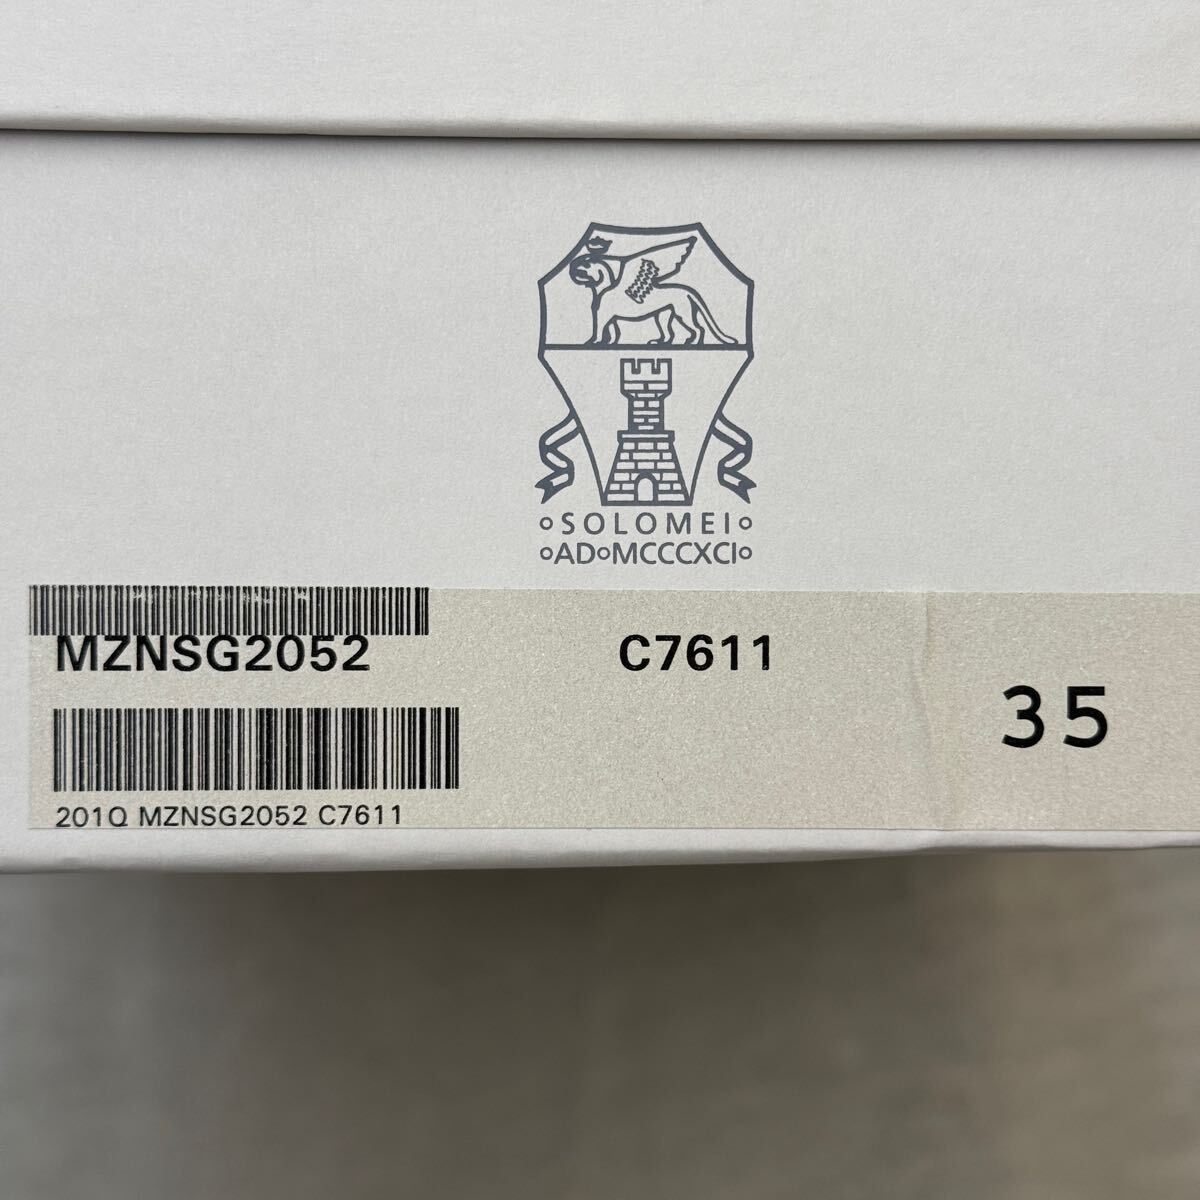 ∘SOLOMEI∘
∘AD∘MCCCXCI∘
MZNSG2052 C7611
35
201Q MZNSG2052 C7611